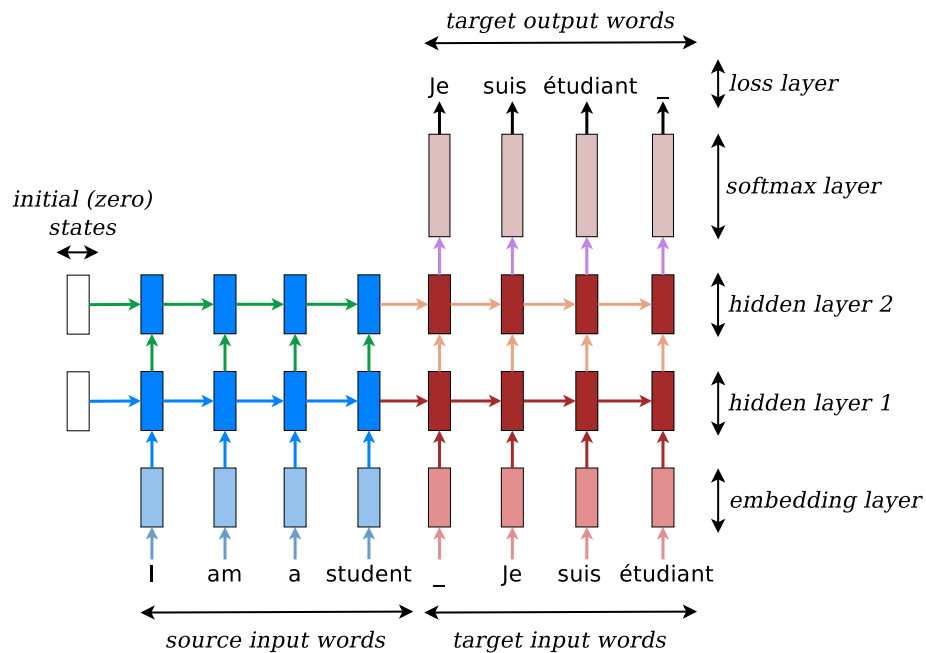 target output words
Je suis étudiant _
loss layer
softmax layer
initial (zero)
states
hidden layer 2
hidden layer 1
embedding layer
I am a student _ Je suis étudiant
source input words
target input words